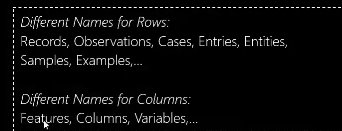 Different Names for Rows:
Records, Observations, Cases, Entries, Entities,
Samples, Examples,...
Different Names for Columns:
Features, Columns, Variables,...